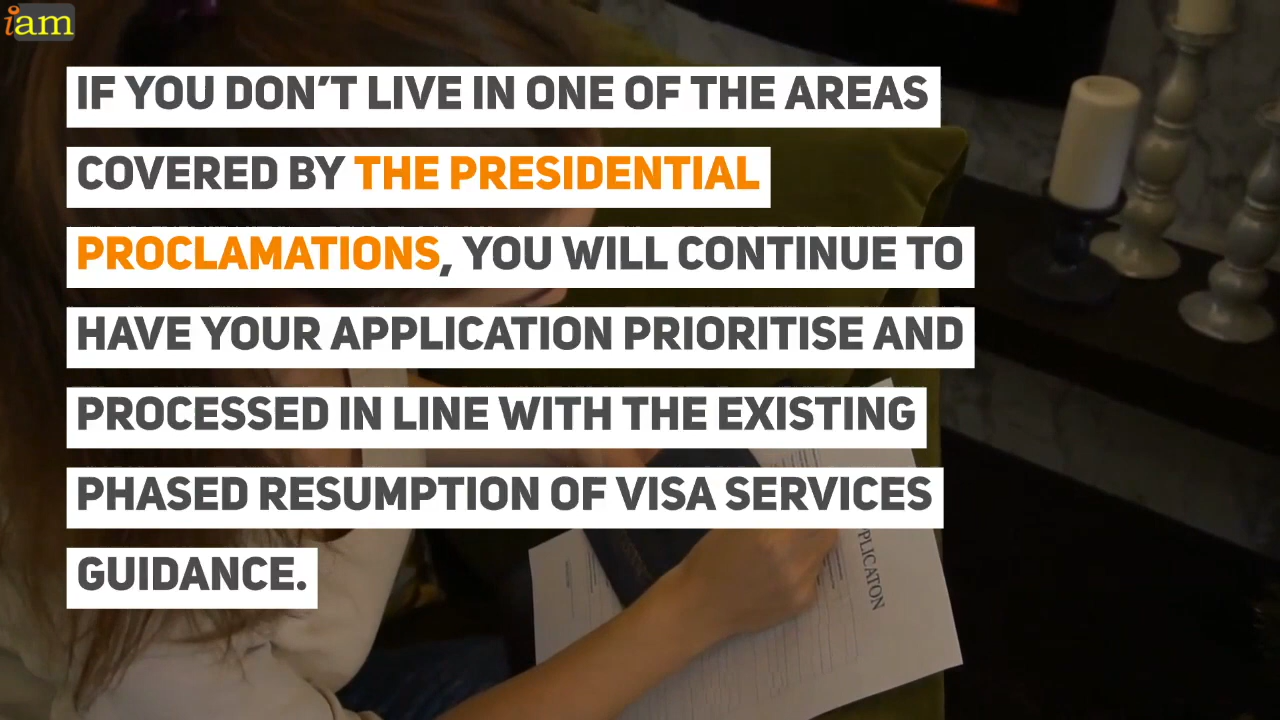 iam
IF YOU DON'T LIVE IN ONE OF THE AREAS
COVERED BY THE PRESIDENTIAL
PROCLAMATIONS, YOU WILL CONTINUE TO
HAVE YOUR APPLICATION PRIORITISE AND
PROCESSED IN LINE WITH THE EXISTING
PHASED RESUMPTION OF VISA SERVICES
GUIDANCE.
PLICATON